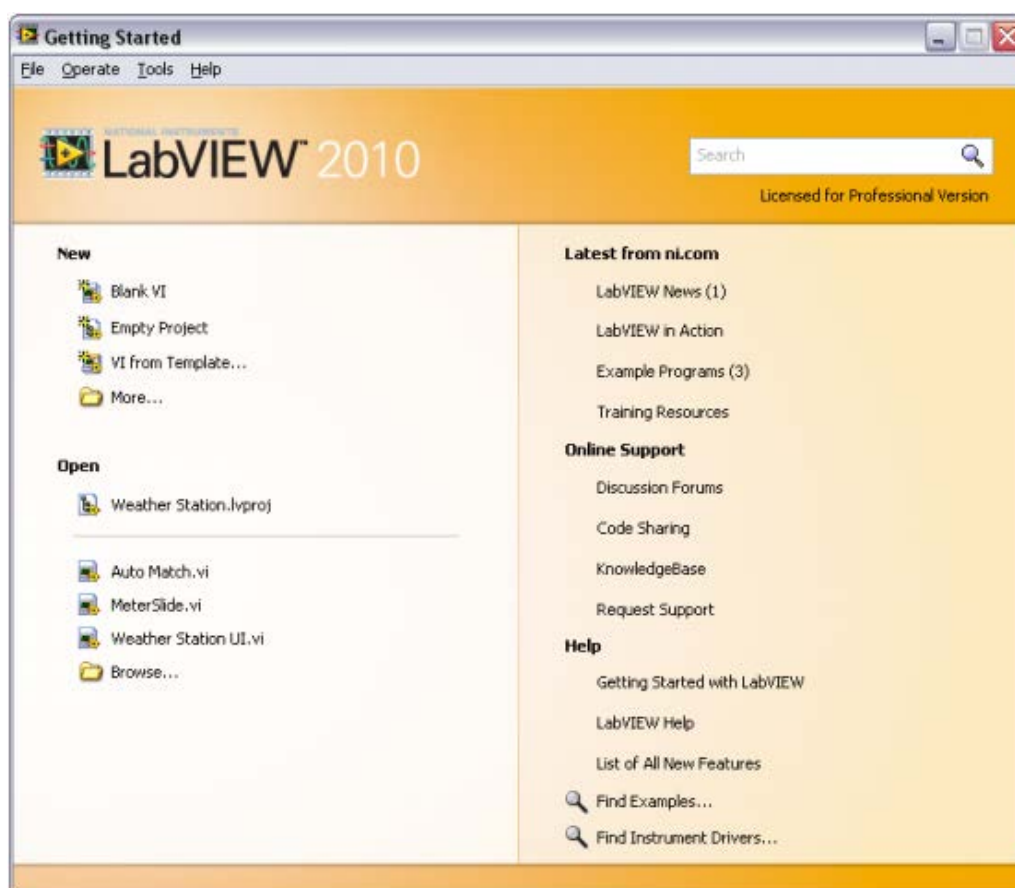 Getting Started
File Operate Tools Help
NATIONAL INSTRUMENTS
LabVIEW™ 2010
Search
Licensed for Professional Version
New
Blank VI
Empty Project
VI from Template...
More...
Open
Weather Station.lvproj
Auto Match.vi
MeterSlide.vi
Weather Station UI.vi
Browse...
Latest from ni.com
LabVIEW News (1)
LabVIEW in Action
Example Programs (3)
Training Resources
Online Support
Discussion Forums
Code Sharing
KnowledgeBase
Request Support
Help
Getting Started with LabVIEW
LabVIEW Help
List of All New Features
Find Examples...
Find Instrument Drivers...